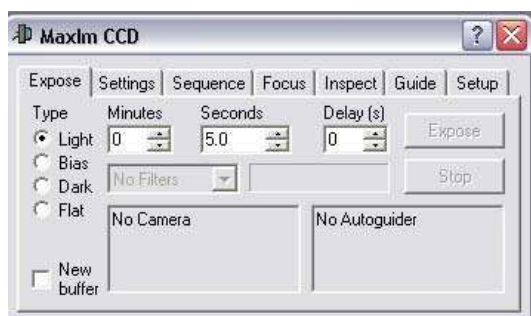 MaxIm CCD
Expose Settings Sequence Focus Inspect Guide Setup
Type Minutes Seconds Delay (s)
Light 0 5.0 0 Expose
Bias
Dark No Filters Stop
Flat
No Camera No Autoguider
New
buffer